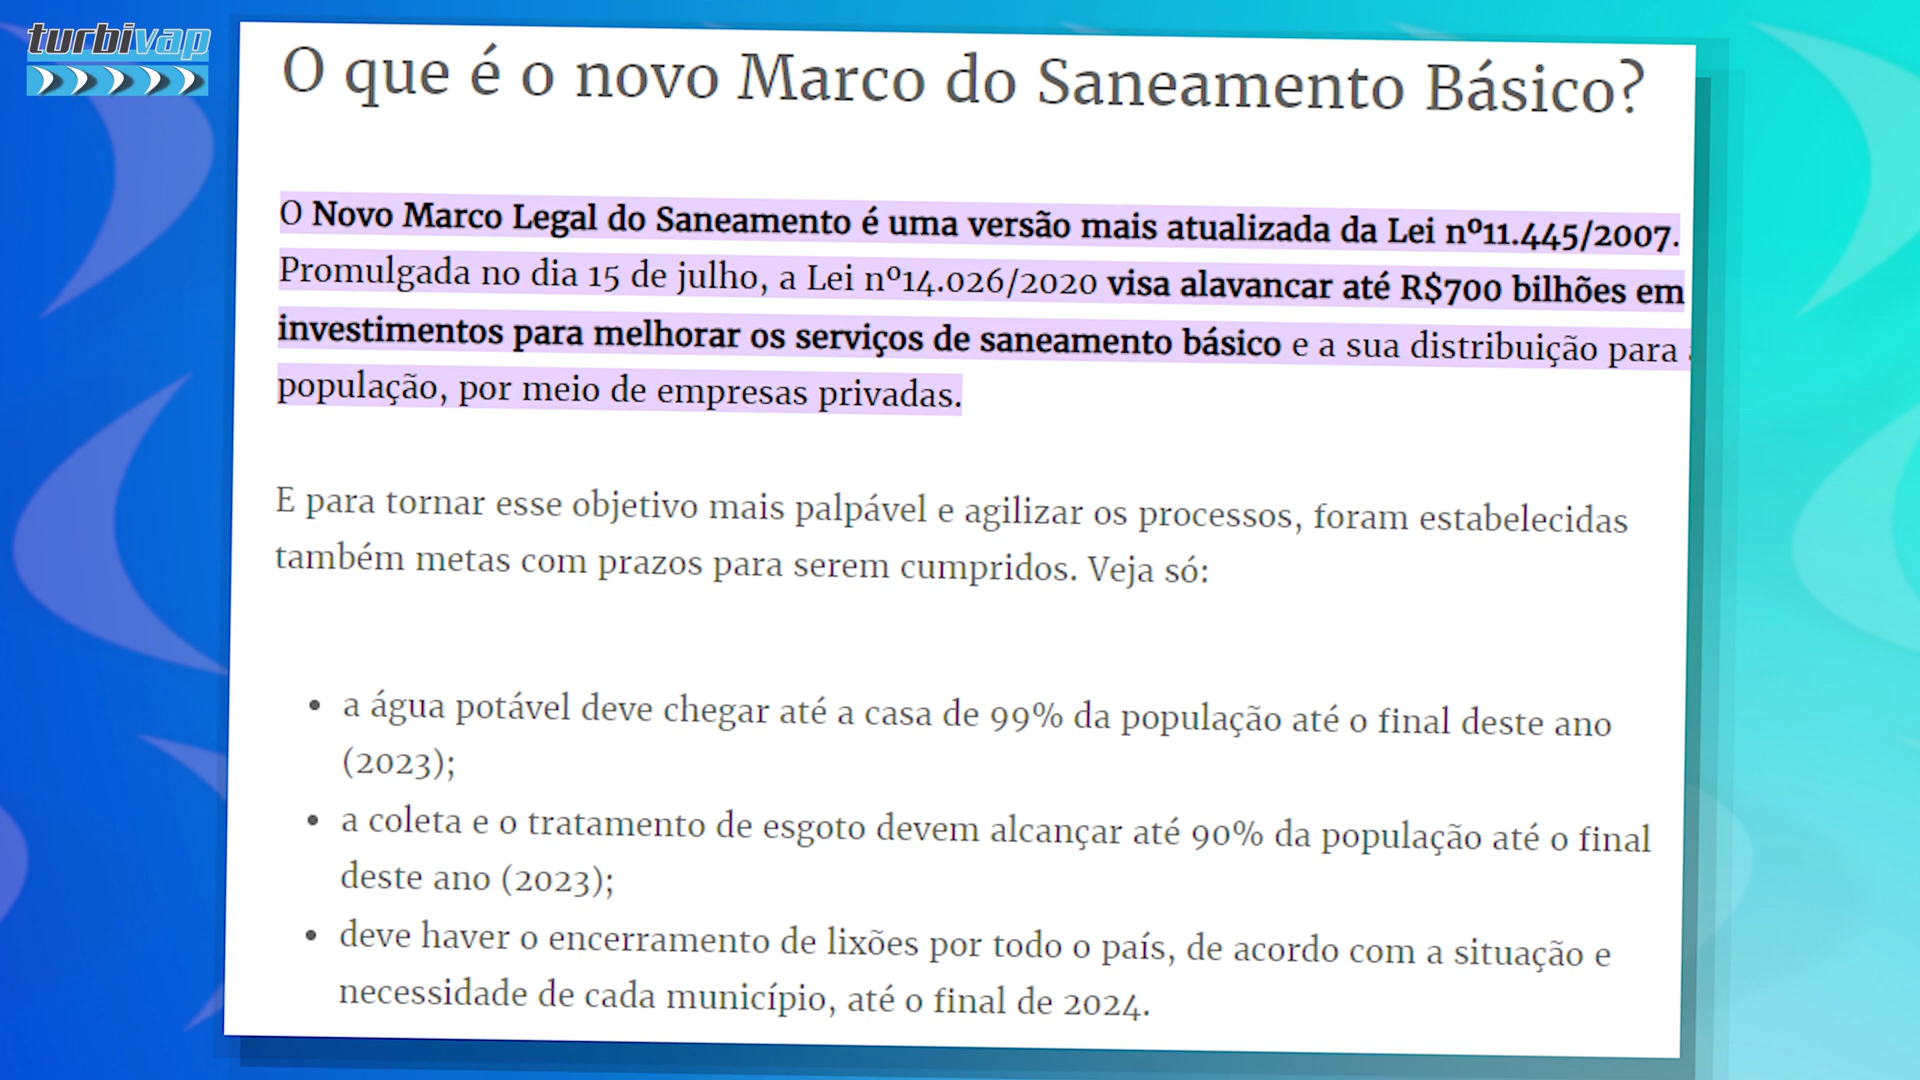 turbivap
O que é o novo Marco do Saneamento Básico?
O Novo Marco Legal do Saneamento é uma versão mais atualizada da Lei nº11.445/2007.
Promulgada no dia 15 de julho, a Lei nº14.026/2020 visa alavancar até R$700 bilhões em
investimentos para melhorar os serviços de saneamento básico e a sua distribuição para
população, por meio de empresas privadas.
E para tornar esse objetivo mais palpável e agilizar os processos, foram estabelecidas
também metas com prazos para serem cumpridos. Veja só:
• a água potável deve chegar até a casa de 99% da população até o final deste ano
(2023);
• a coleta e o tratamento de esgoto devem alcançar até 90% da população até o final
deste ano (2023);
• deve haver o encerramento de lixões por todo o país, de acordo com a situação e
necessidade de cada município, até o final de 2024.